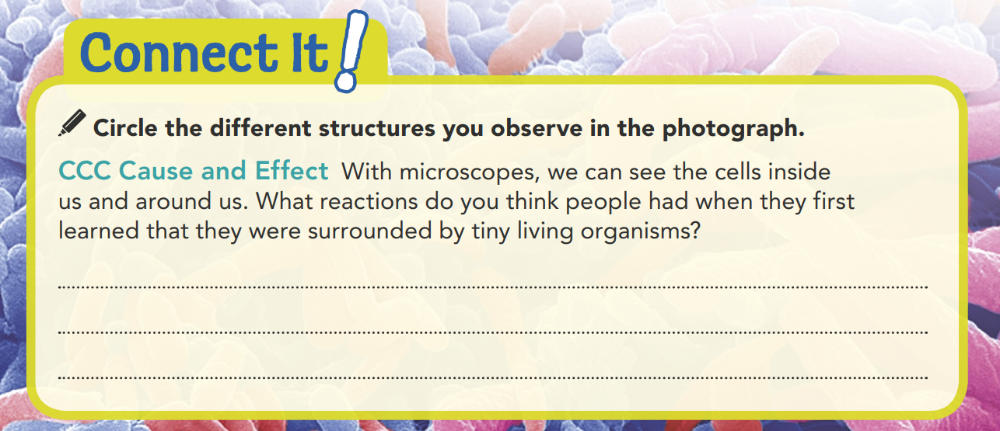 Connect It!
Circle the different structures you observe in the photograph.
CCC Cause and Effect With microscopes, we can see the cells inside
us and around us. What reactions do you think people had when they first
learned that they were surrounded by tiny living organisms?